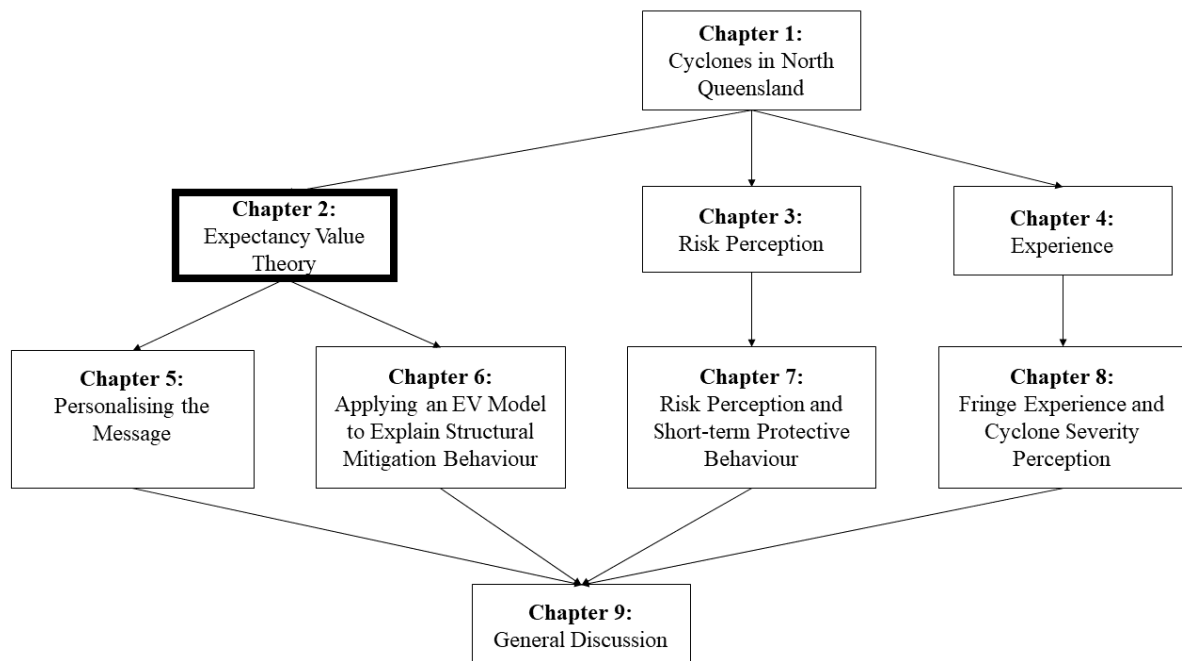 Chapter 1:
Cyclones in North
Queensland
Chapter 2:
Expectancy Value
Theory
Chapter 3:
Risk Perception
Chapter 4:
Experience
Chapter 5:
Personalising the
Message
Chapter 6:
Applying an EV Model
to Explain Structural
Mitigation Behaviour
Chapter 7:
Risk Perception and
Short-term Protective
Behaviour
Chapter 8:
Fringe Experience and
Cyclone Severity
Perception
Chapter 9:
General Discussion